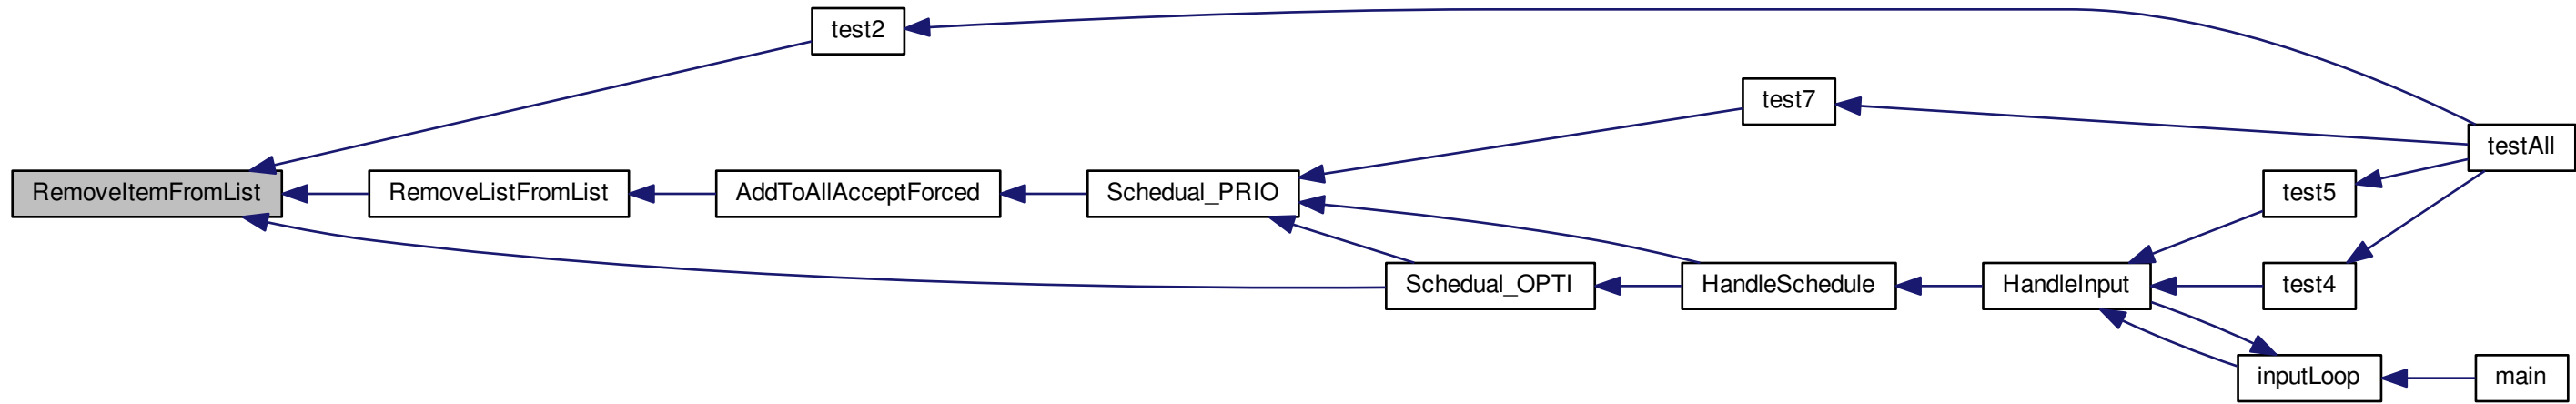 test2
test7
testAll
RemoveItemFromList
RemoveListFromList
AddToAllAcceptForced
Schedual_PRIO
test5
Schedual_OPTI
HandleSchedule
HandleInput
test4
inputLoop
main